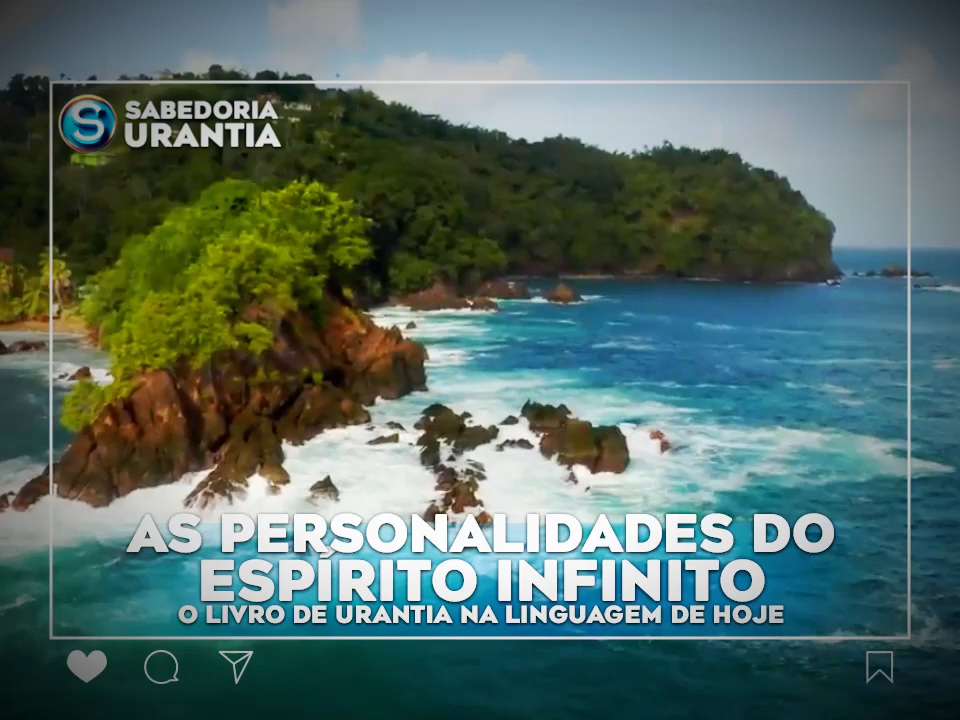 SABEDORIA
URANTIA
AS PERSONALIDADES DO
ESPÍRITO INFINITO
O LIVRO DE URANTIA NA LINGUAGEM DE HOJE